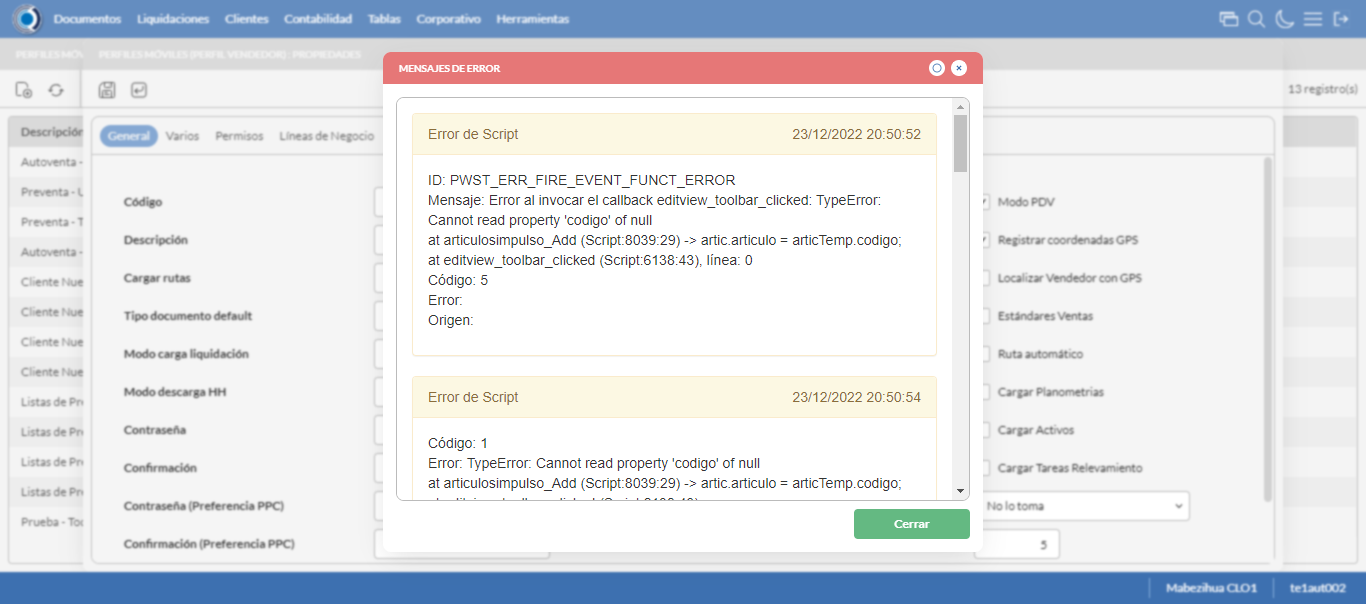 Documentos Liquidaciones Clientes Contabilidad Tablas Corporativo Herramientas
PERFILES MÓV PERFILES MÓVILES (PERFIL VENDEDOR) : PROPIEDADES
MENSAJES DE ERROR
13 registro(s)
Error de Script 23/12/2022 20:50:52
ID: PWST_ERR_FIRE_EVENT_FUNCT_ERROR
Mensaje: Error al invocar el callback editview_toolbar_clicked: TypeError:
Cannot read property 'codigo' of null
at articulosimpulso_Add (Script:8039:29) -> artic.articulo = articTemp.codigo;
at editview_toolbar_clicked (Script:6138:43), línea: 0
Código: 5
Error:
Origen:
Error de Script 23/12/2022 20:50:54
Código: 1
Error: TypeError: Cannot read property 'codigo' of null
at articulosimpulso_Add (Script:8039:29) -> artic.articulo = articTemp.codigo;
Cerrar
Descripción
Autoventa -
Preventa - U
Preventa - T
Autoventa -
Cliente Nue
Cliente Nue
Cliente Nue
Cliente Nue
Listas de Pre
Listas de Pre
Listas de Pre
Listas de Pre
Prueba - Too
General Varios Permisos Líneas de Negocio
Código
Descripción
Cargar rutas
Tipo documento default
Modo carga liquidación
Modo descarga HH
Contraseña
Confirmación
Contraseña (Preferencia PPC)
Confirmación (Preferencia PPC)
Modo PDV
Registrar coordenadas GPS
Localizar Vendedor con GPS
Estándares Ventas
Ruta automático
Cargar Planometrias
Cargar Activos
Cargar Tareas Relevamiento
No lo toma
5
Mabezihua CLO1 te1aut002